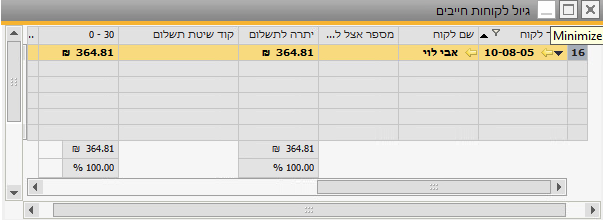 גיול לקוחות חייבים
Minimize
ד לקוח שם לקוח מספר אצל ל... יתרה לתשלום קוד שיטת תשלום 0 - 30 ..
16 10-08-05 אבי לוי 364.81 ₪ 364.81 ₪
364.81 ₪ 364.81 ₪
100.00 % 100.00 %